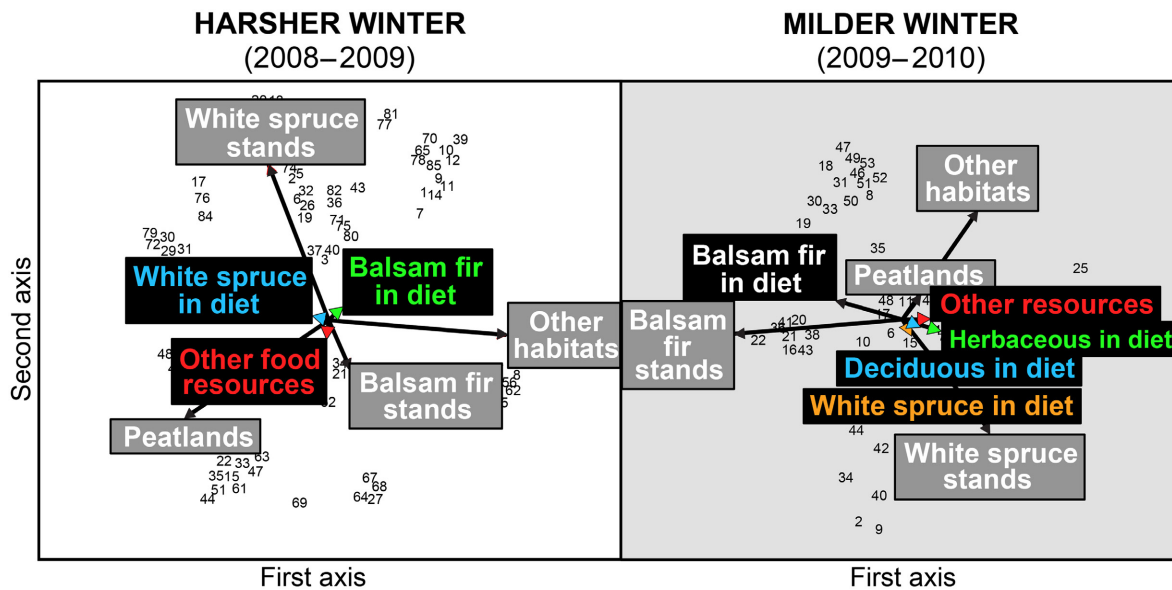 HARSHER WINTER
(2008–2009)
MILDER WINTER
(2009–2010)
Second axis
White spruce
stands
81
77
70
39
65
10
78
85
12
9
11
1
14
7
74
25
17
76
84
6
32
82
43
26
36
19
71
75
80
37
40
3
79
30
72
29
31
White spruce
in diet
Balsam fir
in diet
Other
habitats
48
Other food
resources
34
21
Balsam fir
stands
8
56
62
5
Peatlands
22
33
63
35
15
47
51
61
44
69
67
68
64
27
First axis
47
49
53
18
46
52
31
51
8
30
50
33
19
Other
habitats
35
25
Balsam fir
in diet
Peatlands
48
11
4
17
Other resources
Balsam
fir
stands
41
20
22
21
38
16
43
6
10
15
Herbaceous in diet
Deciduous in diet
White spruce in diet
44
42
White spruce
stands
34
40
2
9
First axis